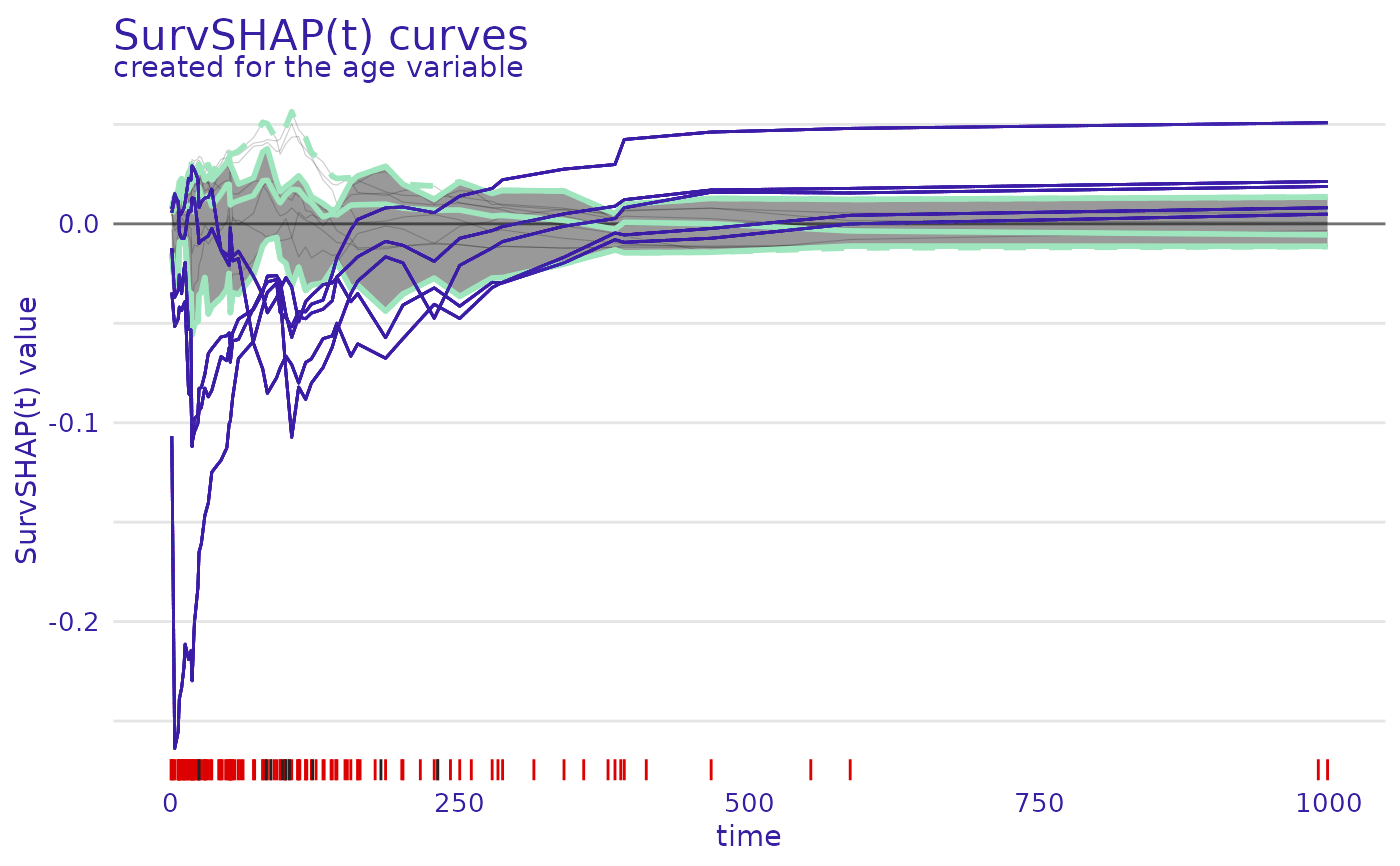 SurvSHAP(t) curves
created for the age variable
SurvSHAP(t) value
0.0
-0.1
-0.2
0
250
500
750
1000
time